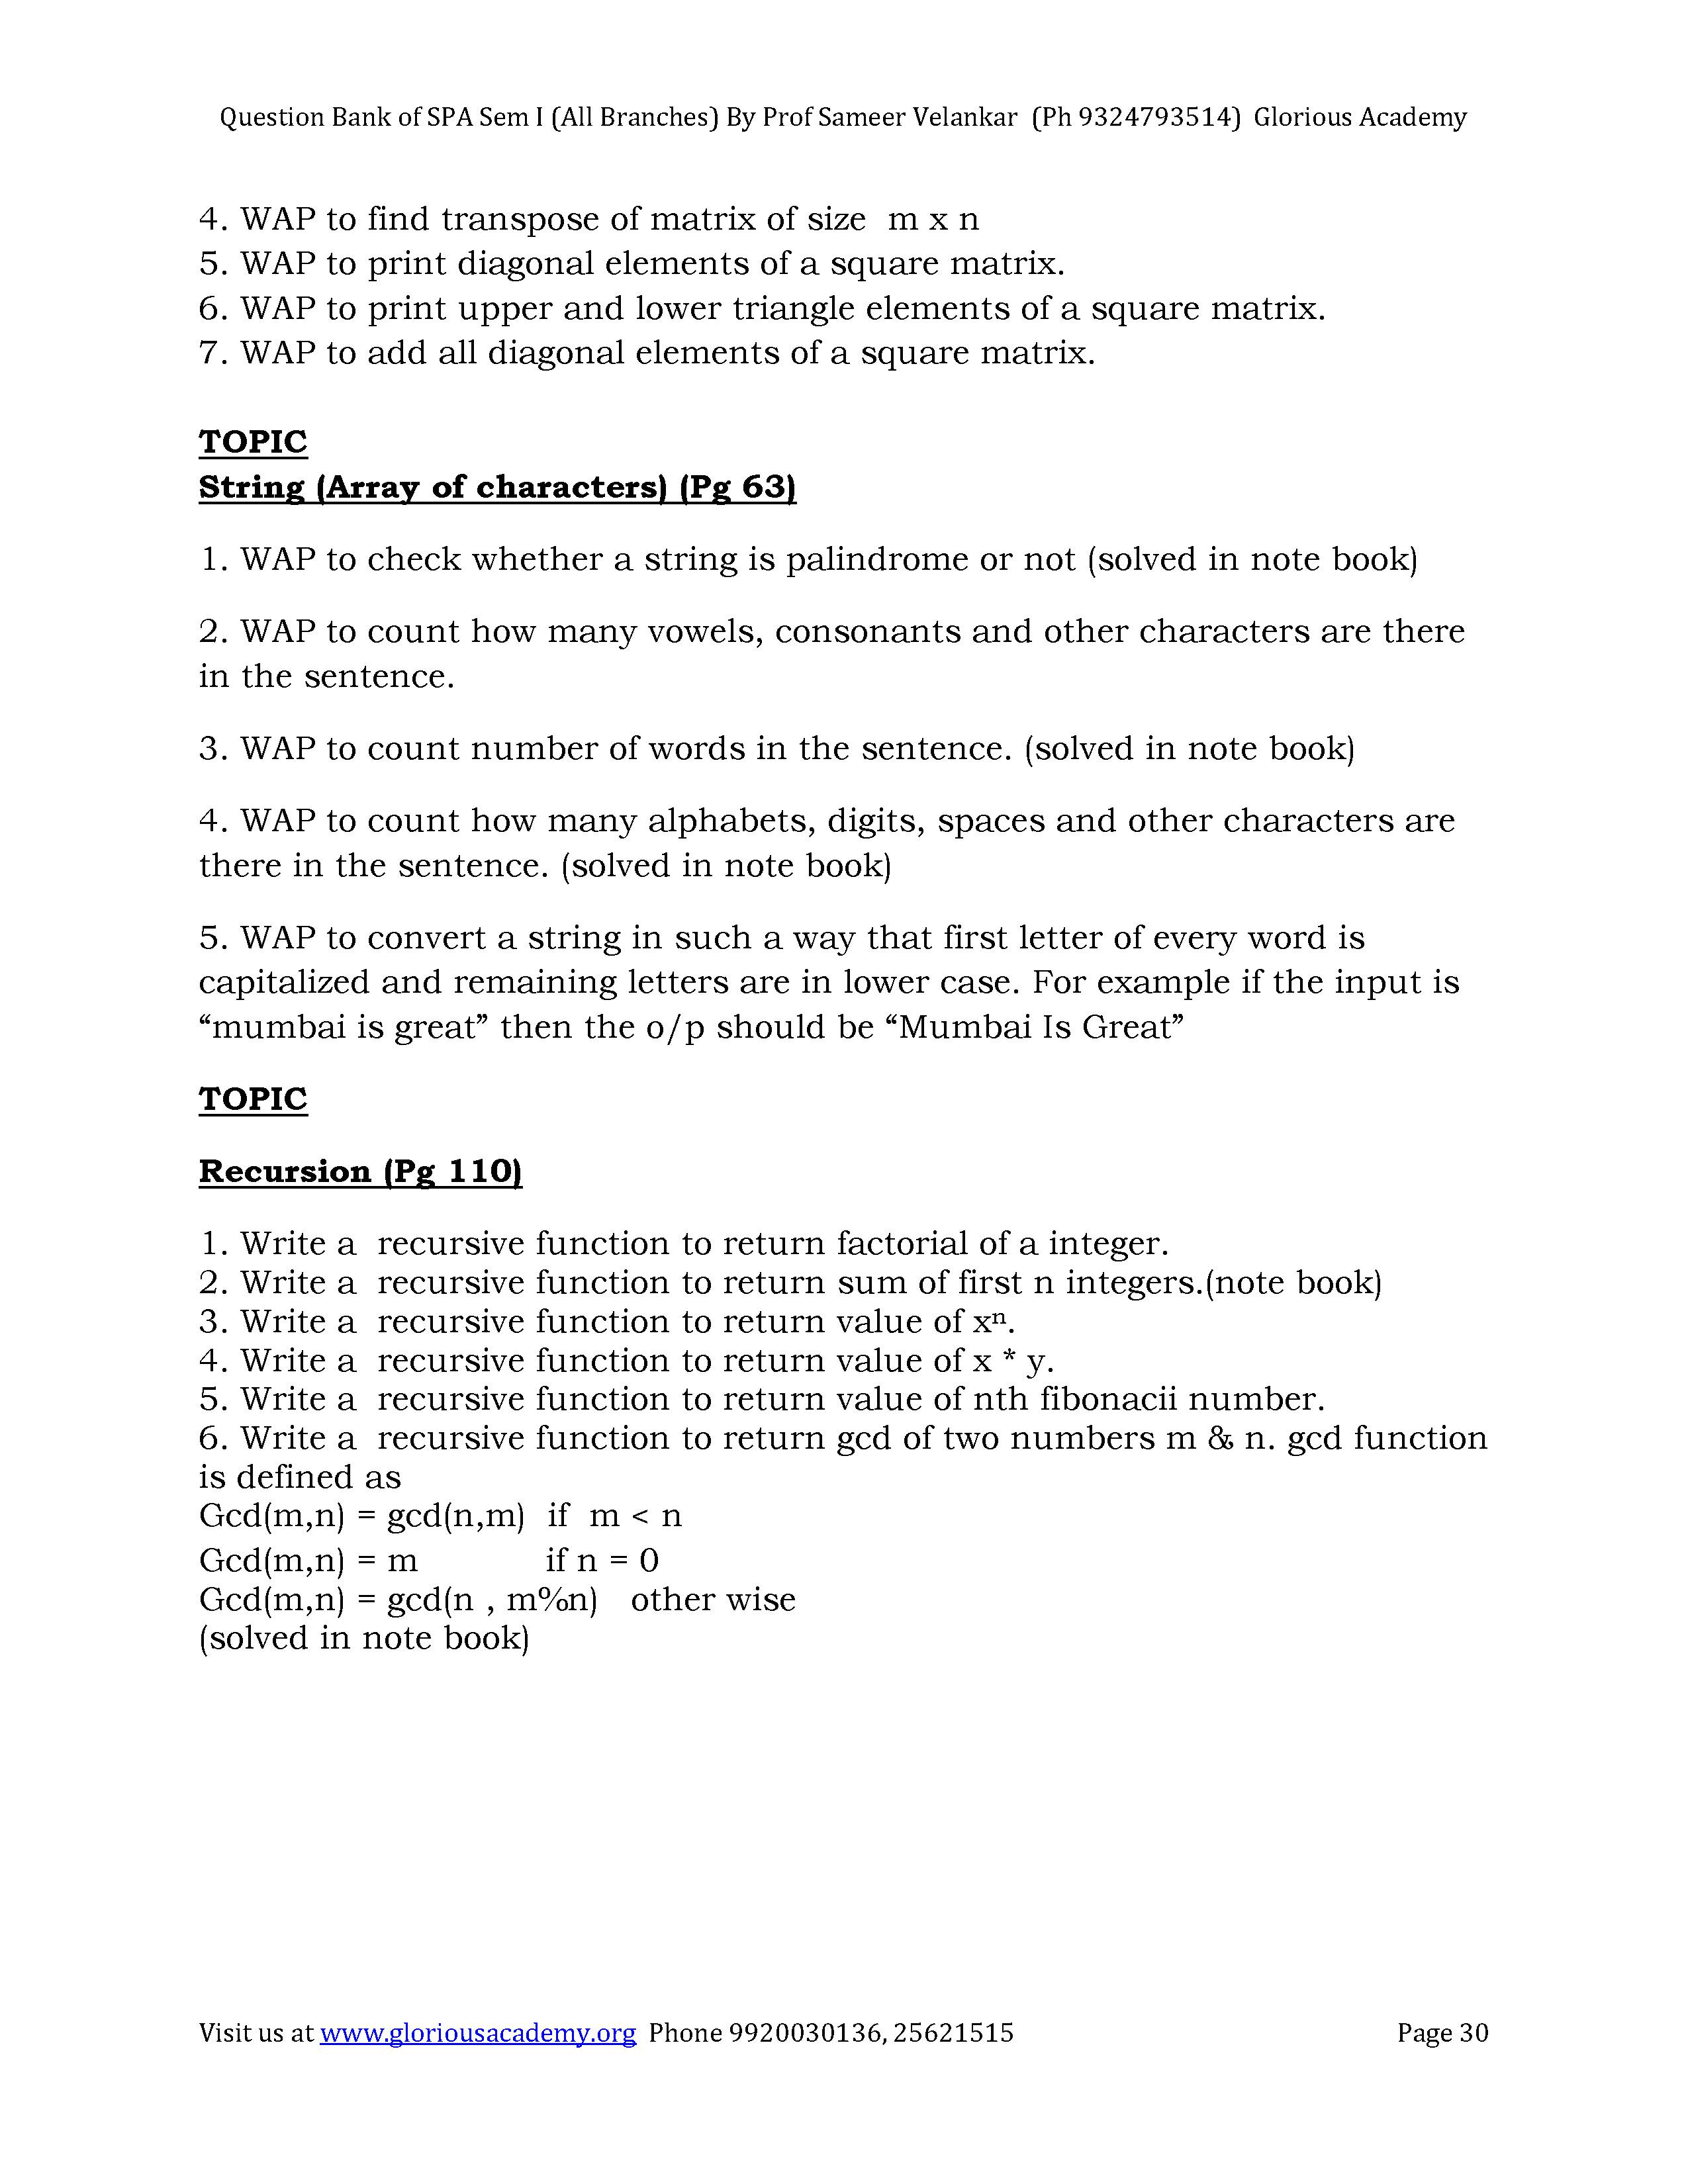 Question Bank of SPA Sem I (All Branches) By Prof Sameer Velankar (Ph 9324793514) Glorious Academy
4. WAP to find transpose of matrix of size m x n
5. WAP to print diagonal elements of a square matrix.
6. WAP to print upper and lower triangle elements of a square matrix.
7. WAP to add all diagonal elements of a square matrix.
TOPIC
String (Array of characters) (Pg 63)
1. WAP to check whether a string is palindrome or not (solved in note book)
2. WAP to count how many vowels, consonants and other characters are there
in the sentence.
3. WAP to count number of words in the sentence. (solved in note book)
4. WAP to count how many alphabets, digits, spaces and other characters are
there in the sentence. (solved in note book)
5. WAP to convert a string in such a way that first letter of every word is
capitalized and remaining letters are in lower case. For example if the input is
“mumbai is great” then the o/p should be “Mumbai Is Great”
TOPIC
Recursion (Pg 110)
1. Write a recursive function to return factorial of a integer.
2. Write a recursive function to return sum of first n integers.(note book)
3. Write a recursive function to return value of xⁿ.
4. Write a recursive function to return value of x * y.
5. Write a recursive function to return value of nth fibonacii number.
6. Write a recursive function to return gcd of two numbers m & n. gcd function
is defined as
Gcd(m,n) = gcd(n,m) if m < n
Gcd(m,n) = m if n = 0
Gcd(m,n) = gcd(n , m%n) other wise
(solved in note book)
Visit us at www.gloriousacademy.org Phone 9920030136, 25621515 Page 30